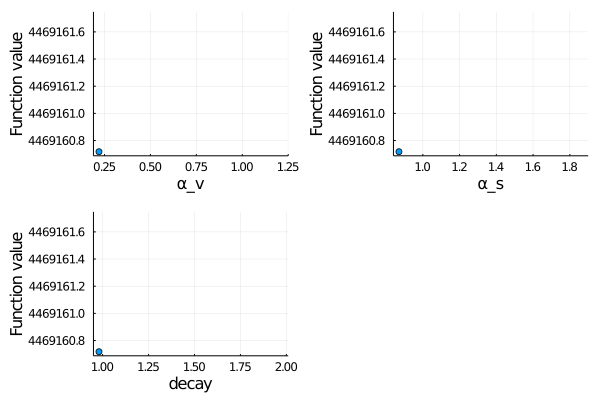 Function value
4469161.6
4469161.4
4469161.2
4469161.0
4469160.8
0.25 0.50 0.75 1.00 1.25
α_v
Function value
4469161.6
4469161.4
4469161.2
4469161.0
4469160.8
1.0 1.2 1.4 1.6 1.8
α_s
Function value
4469161.6
4469161.4
4469161.2
4469161.0
4469160.8
1.00 1.25 1.50 1.75 2.00
decay